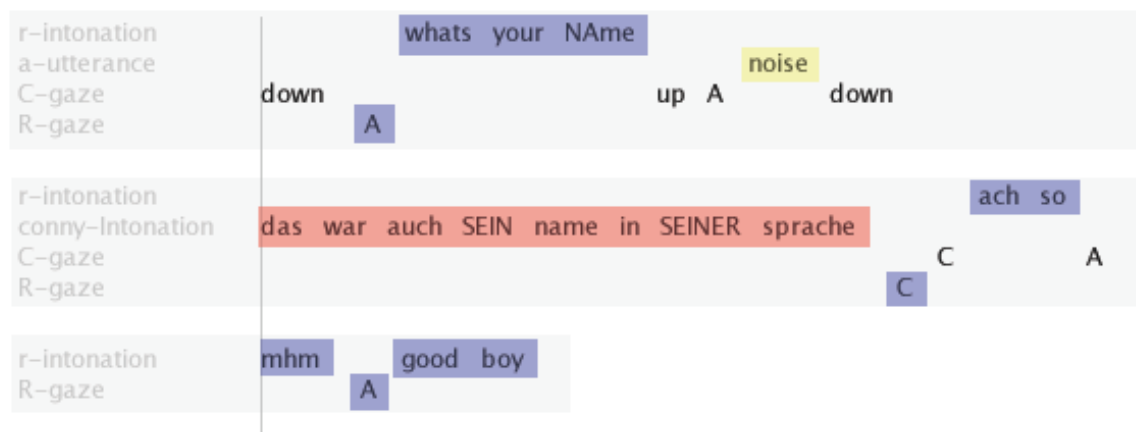 r-intonation whats your NAme
a-utterance noise
C-gaze down up A down
R-gaze A
r-intonation ach so
conny-Intonation das war auch SEIN name in SEINER sprache
C-gaze C A
R-gaze C
r-intonation mhm good boy
R-gaze A